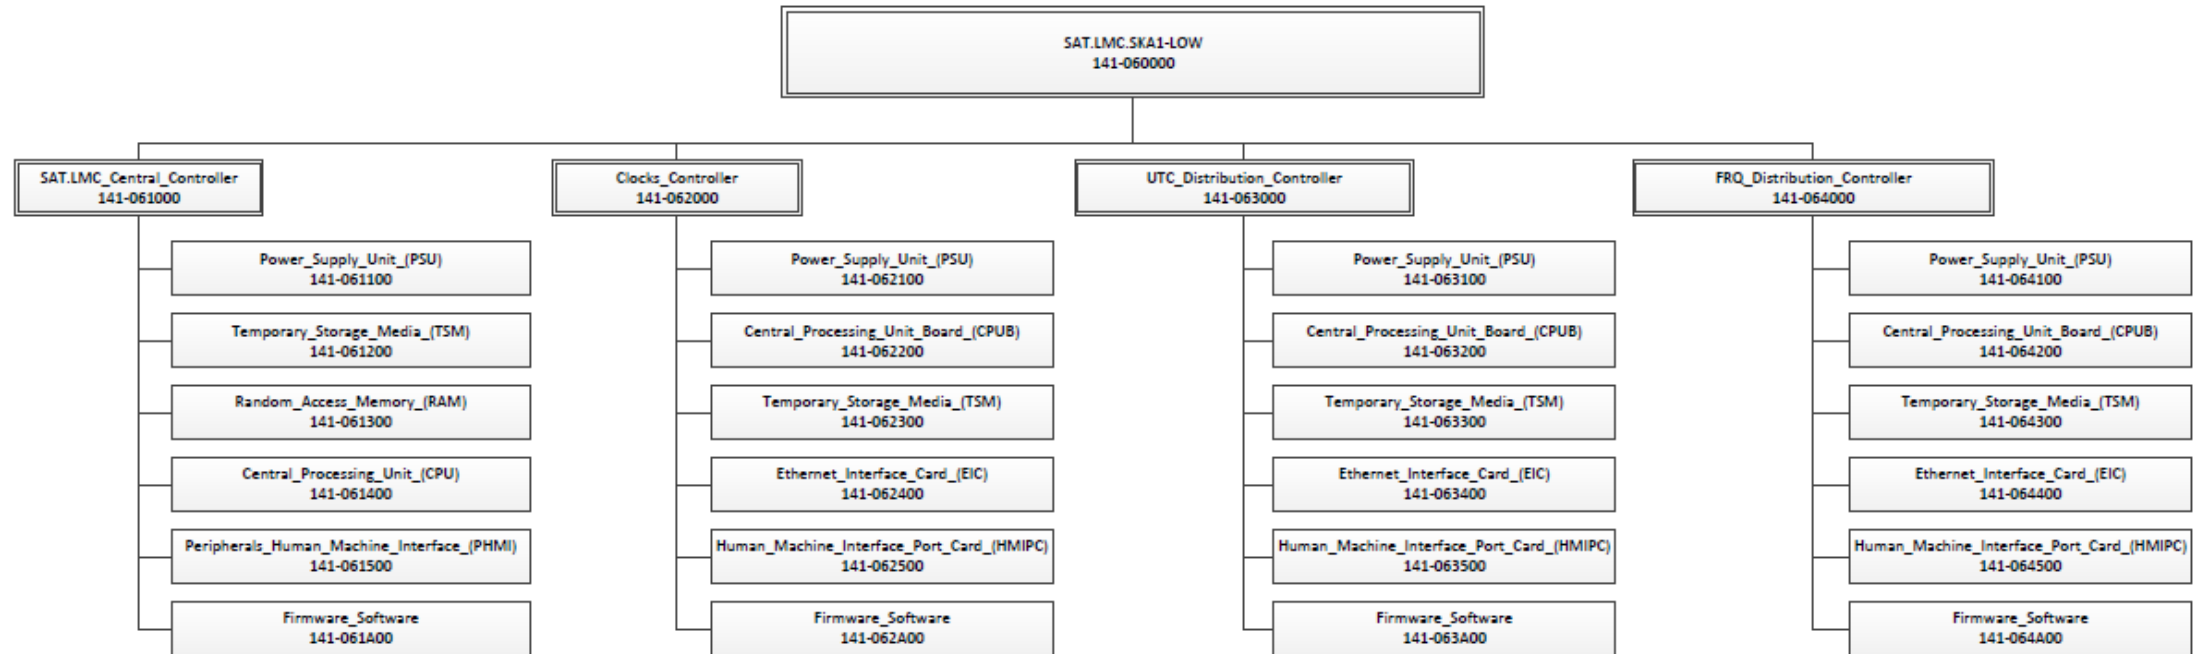 SAT.LMC.SKA1-LOW
141-060000
SAT.LMC_Central_Controller
141-061000
Clocks_Controller
141-062000
UTC_Distribution_Controller
141-063000
FRQ_Distribution_Controller
141-064000
Power_Supply_Unit_(PSU)
141-061100
Temporary_Storage_Media_(TSM)
141-061200
Random_Access_Memory_(RAM)
141-061300
Central_Processing_Unit_(CPU)
141-061400
Peripherals_Human_Machine_Interface_(PHMI)
141-061500
Firmware_Software
141-061A00
Power_Supply_Unit_(PSU)
141-062100
Central_Processing_Unit_Board_(CPUB)
141-062200
Temporary_Storage_Media_(TSM)
141-062300
Ethernet_Interface_Card_(EIC)
141-062400
Human_Machine_Interface_Port_Card_(HMIPC)
141-062500
Firmware_Software
141-062A00
Power_Supply_Unit_(PSU)
141-063100
Central_Processing_Unit_Board_(CPUB)
141-063200
Temporary_Storage_Media_(TSM)
141-063300
Ethernet_Interface_Card_(EIC)
141-063400
Human_Machine_Interface_Port_Card_(HMIPC)
141-063500
Firmware_Software
141-063A00
Power_Supply_Unit_(PSU)
141-064100
Central_Processing_Unit_Board_(CPUB)
141-064200
Temporary_Storage_Media_(TSM)
141-064300
Ethernet_Interface_Card_(EIC)
141-064400
Human_Machine_Interface_Port_Card_(HMIPC)
141-064500
Firmware_Software
141-064A00